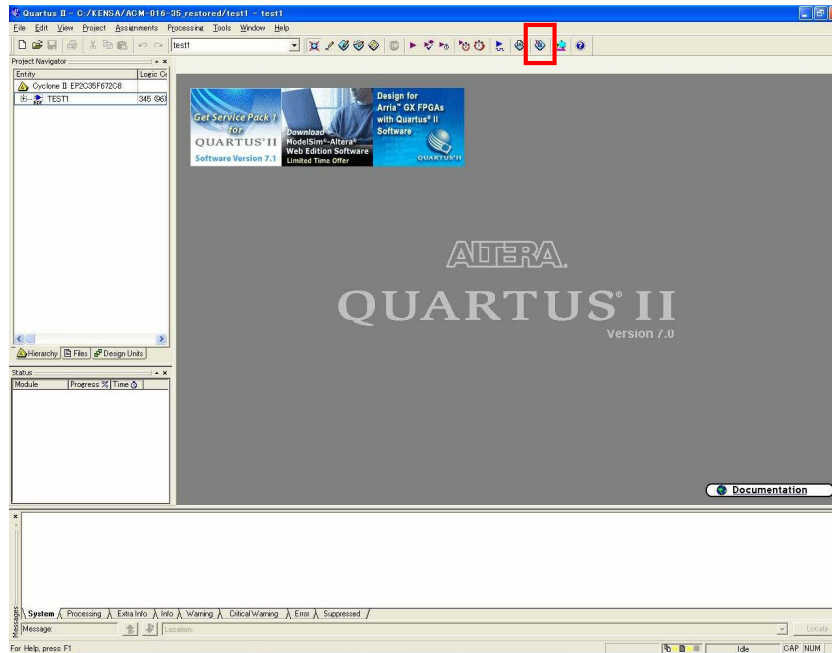 Quartus II - C:/KENSA/ACM-016-35_restored/test1 - test1
File Edit View Project Assignments Processing Tools Window Help
test1
Project Navigator
Entity Logic Ce
Cyclone II: EP2C35F672C8
TEST1 345 (96)
Get Service Pack 1
for
QUARTUS® II
Software Version 7.1
Download
ModelSim®-Altera®
Web Edition Software
Limited Time Offer
Design for
Arria™ GX FPGAs
with Quartus® II
Software
QUARTUS® II
ALTERA.
QUARTUS® II
Version 7.0
Hierarchy Files Design Units
Status
Module Progress % Time
Documentation
System Processing Extra Info Info Warning Critical Warning Error Suppressed
Messages
Message: Location: Locate
For Help, press F1 Idle CAP NUM